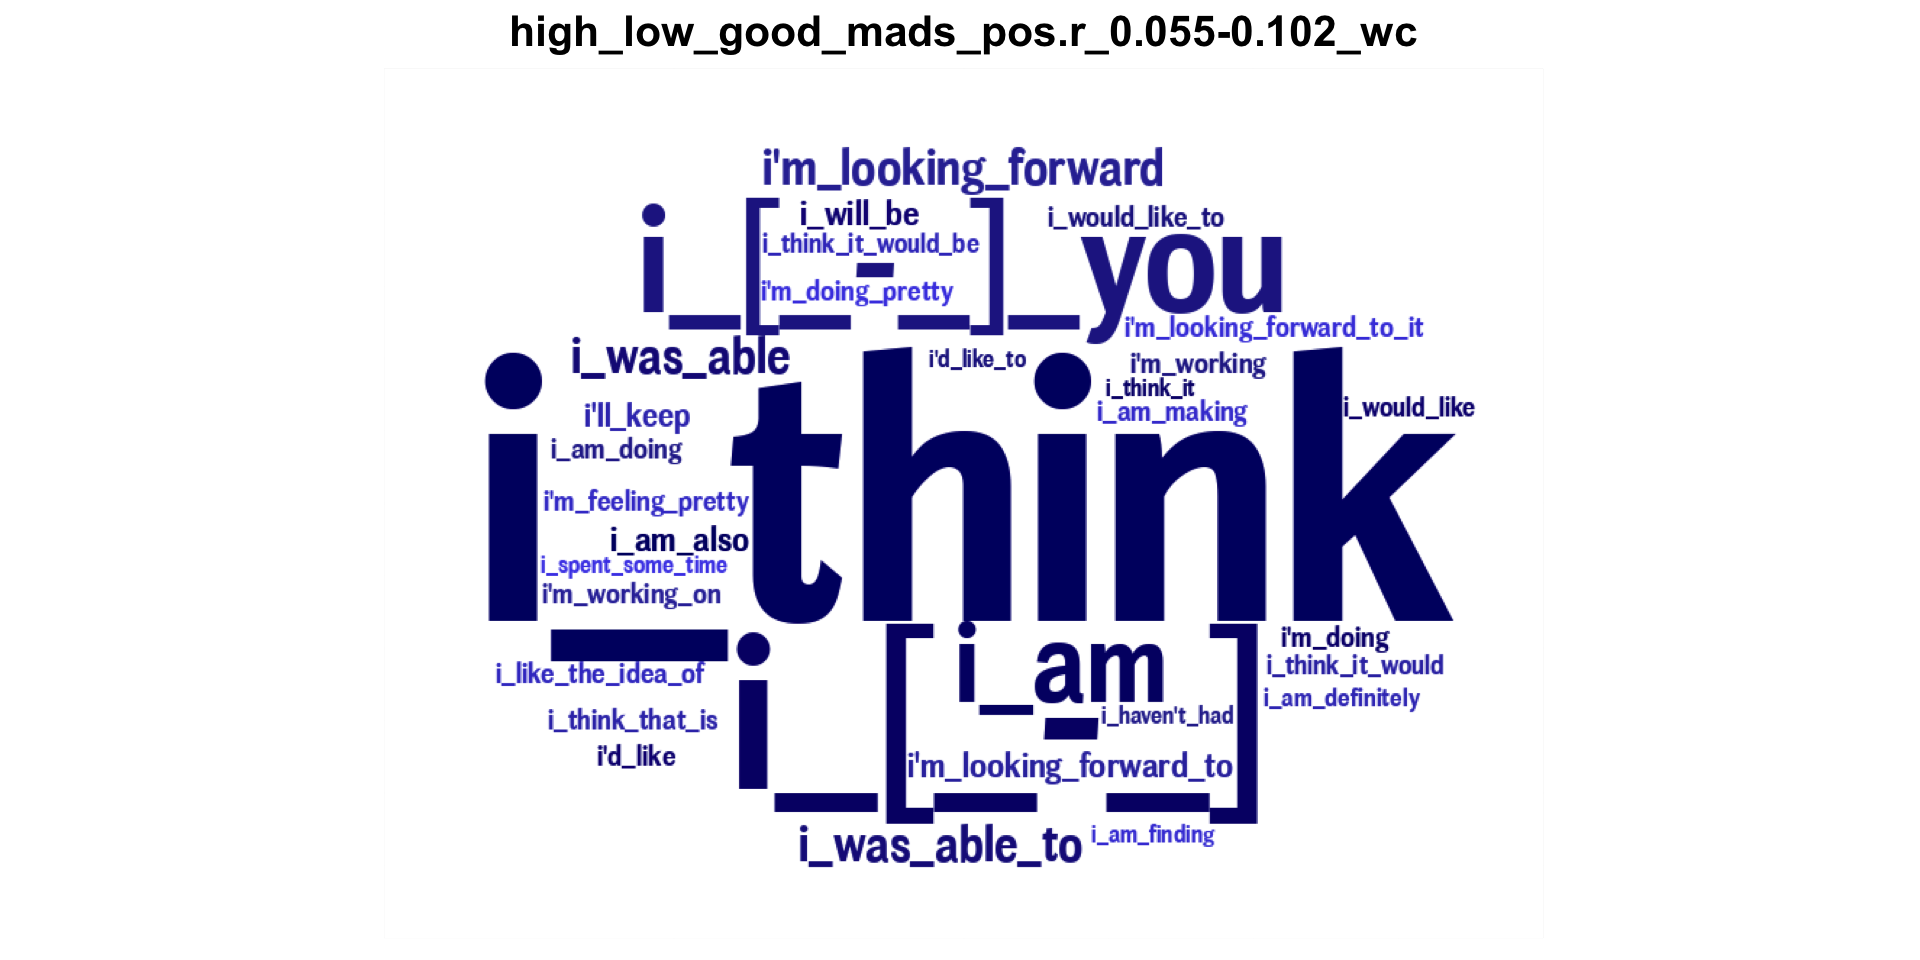 high_low_good_mads_pos.r_0.055-0.102_wc
i'm_looking_forward
i_[_-_]_you
i_will_be
i_would_like_to
i_think_it_would_be
i'm_doing_pretty
i'm_looking_forward_to_it
i_was_able
i'd_like_to
i'm_working
i_think_it
i_am_making
i_would_like
i'll_keep
i_am_doing
i_think
i'm_feeling_pretty
i_am_also
i_spent_some_time
i'm_working_on
i_[_-_]
i_am
i'm_doing
i_think_it_would
i_am_definitely
i_like_the_idea_of
i_haven't_had
i_think_that_is
i'd_like
i'm_looking_forward_to
i_was_able_to
i_am_finding